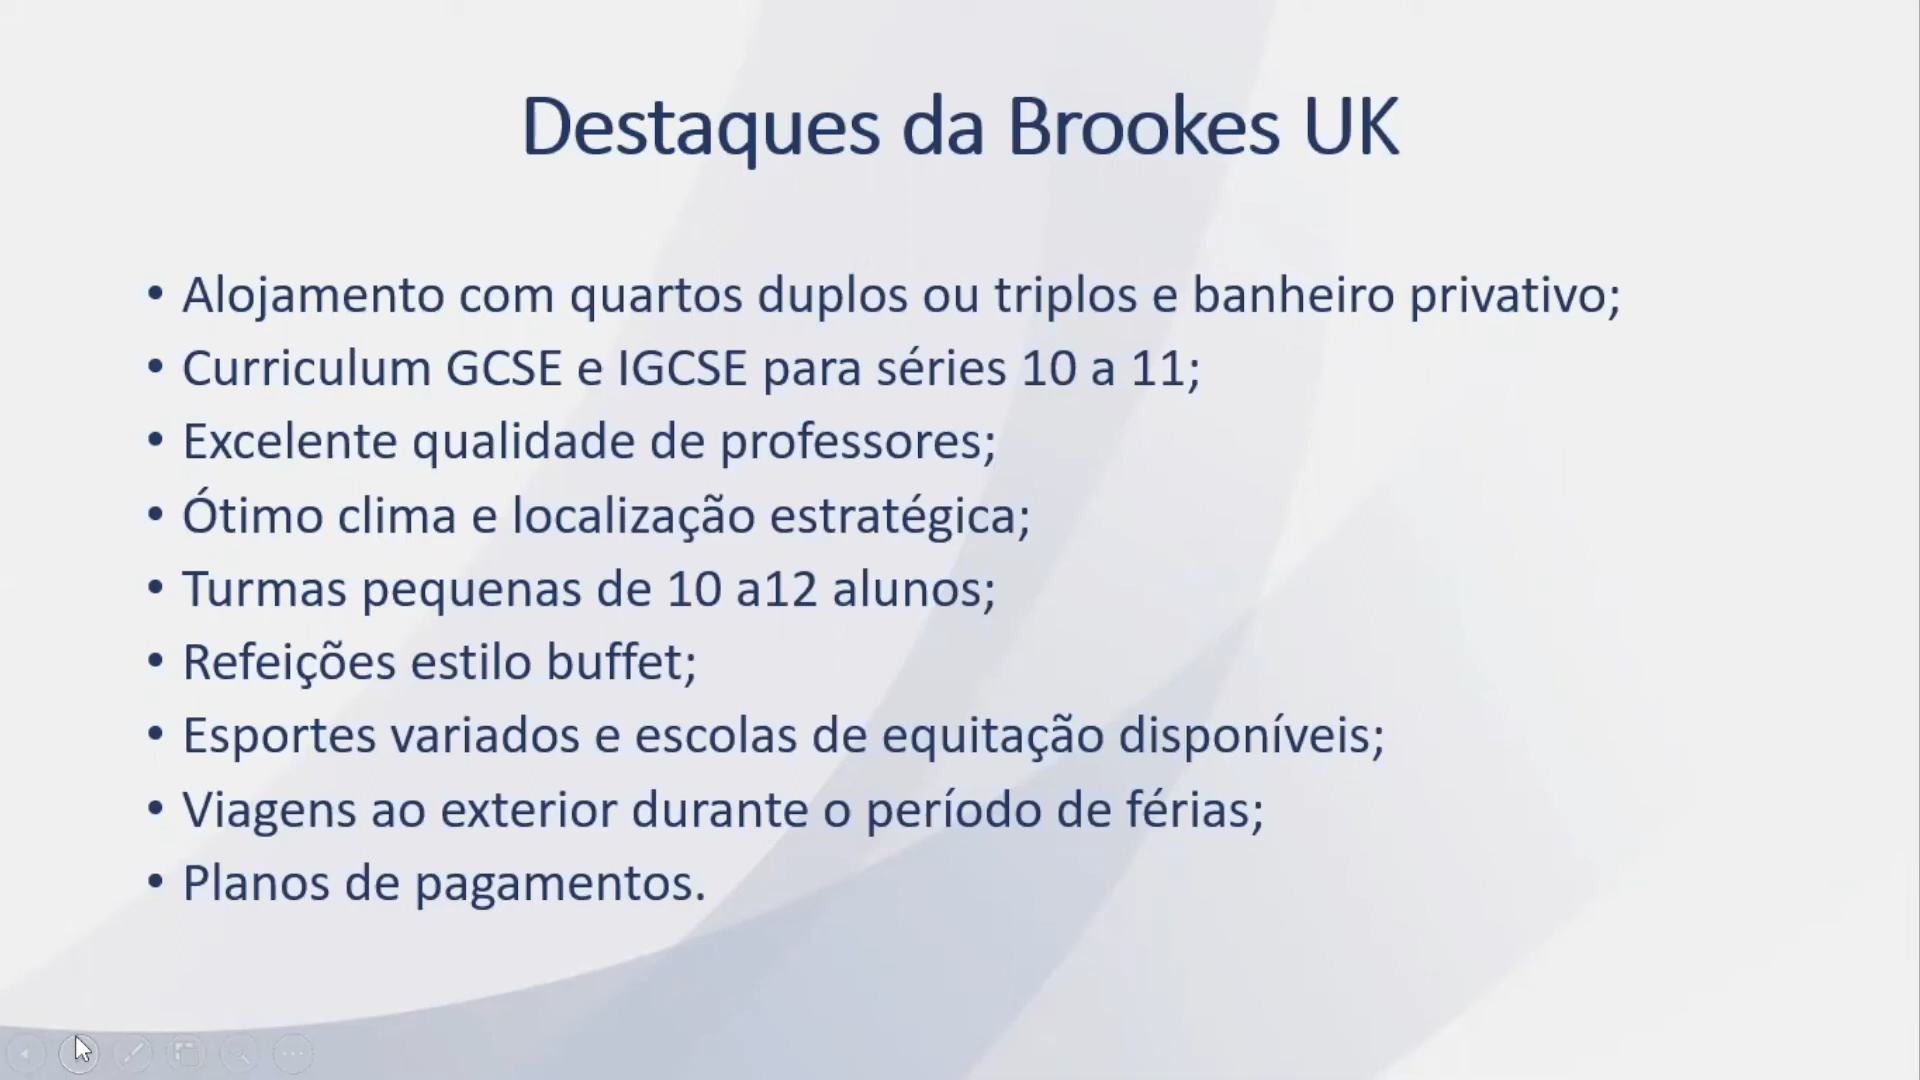 Destaques da Brookes UK
• Alojamento com quartos duplos ou triplos e banheiro privativo;
• Curriculum GCSE e IGCSE para séries 10 a 11;
• Excelente qualidade de professores;
• Ótimo clima e localização estratégica;
• Turmas pequenas de 10 a12 alunos;
• Refeições estilo buffet;
• Esportes variados e escolas de equitação disponíveis;
• Viagens ao exterior durante o período de férias;
• Planos de pagamentos.